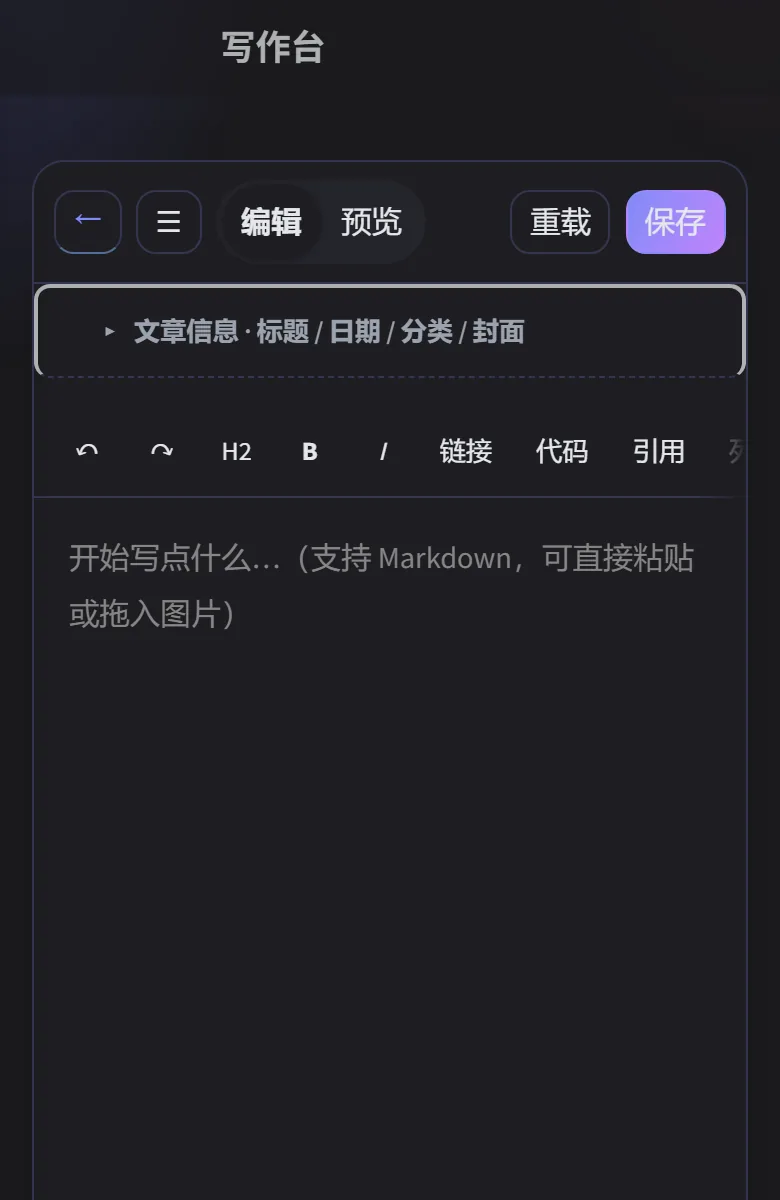 写作台
← ☰ 编辑 预览 重载 保存
▸ 文章信息 · 标题 / 日期 / 分类 / 封面
↶ ↷ H2 B I 链接 代码 引用
开始写点什么…（支持 Markdown，可直接粘贴
或拖入图片）